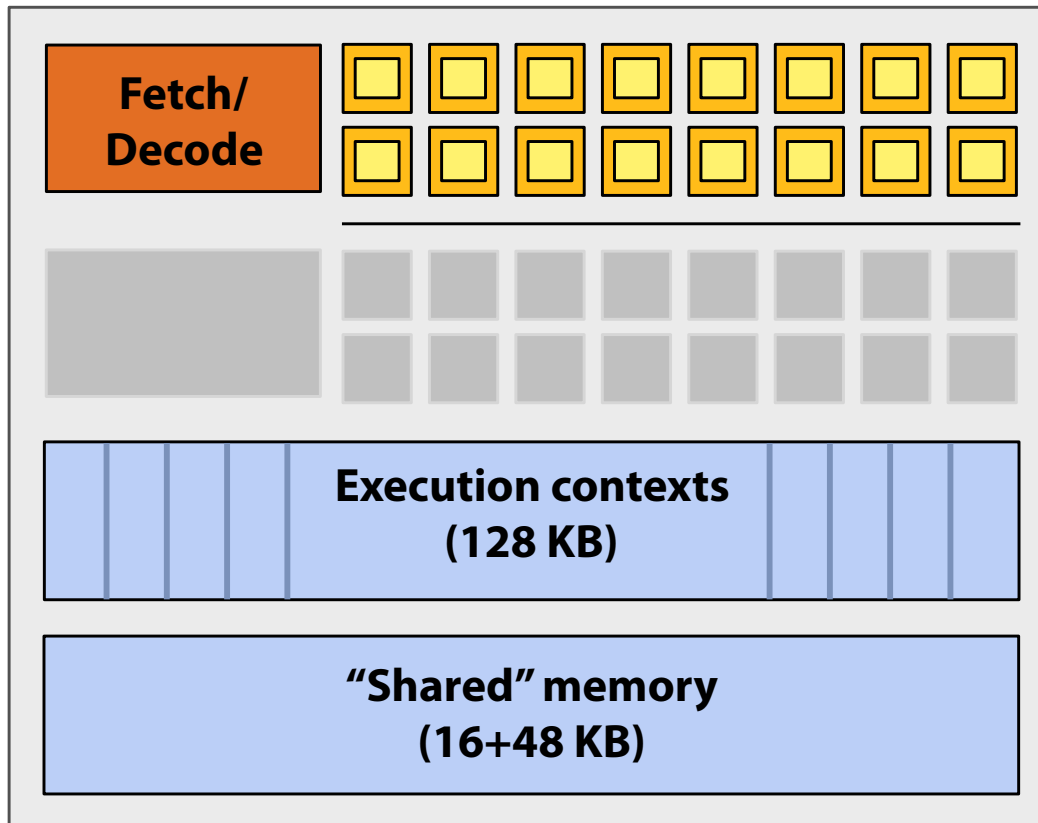 Fetch/
Decode
Execution contexts
(128 KB)
“Shared” memory
(16+48 KB)